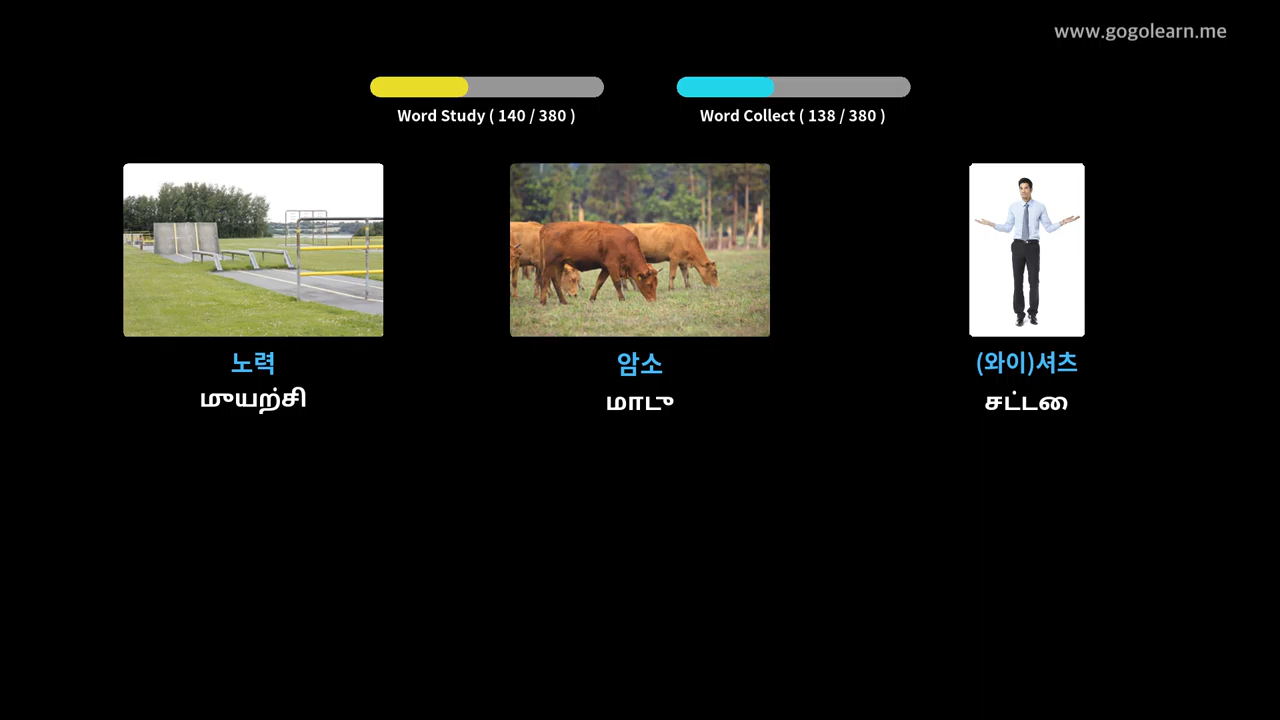 www.gogolearn.me
Word Study ( 140 / 380 )
Word Collect ( 138 / 380 )
노력
முயற்சி
암소
மாடு
(와이)셔츠
சட்டை